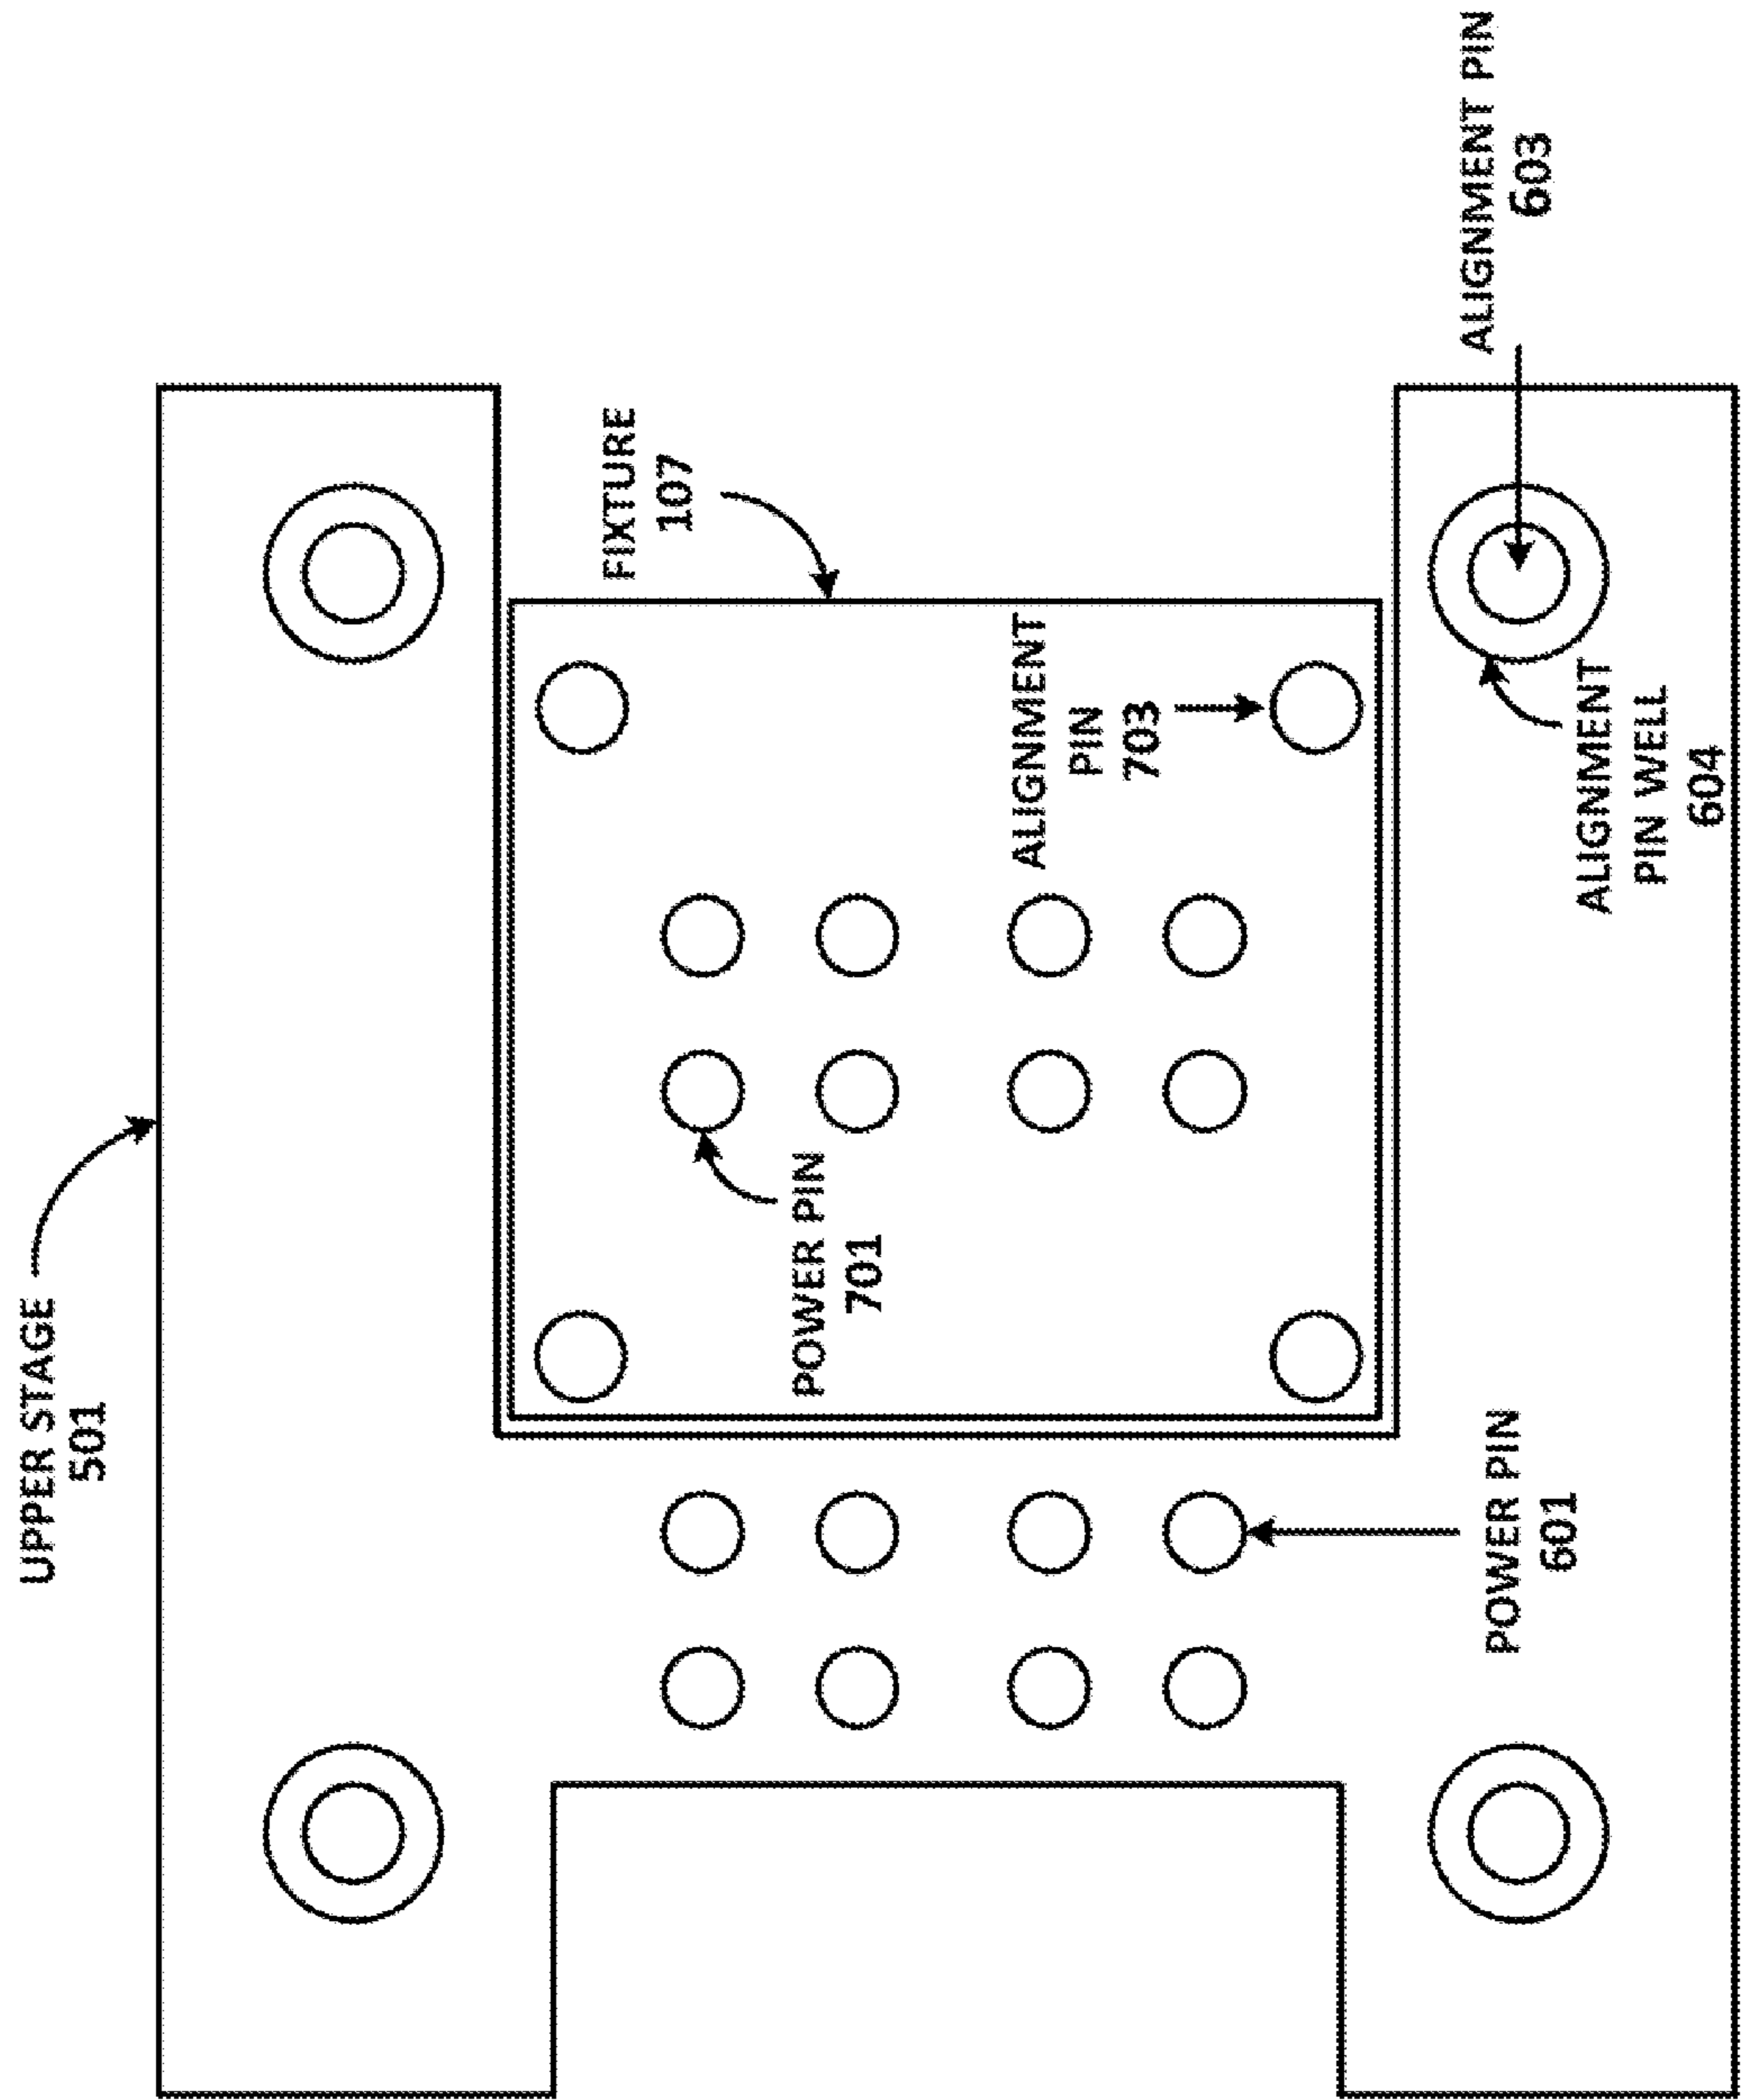 UPPER STAGE
501
FIXTURE
107
ALIGNMENT
PIN
703
POWER PIN
701
POWER PIN
601
ALIGNMENT PIN
603
ALIGNMENT
PIN WELL
604